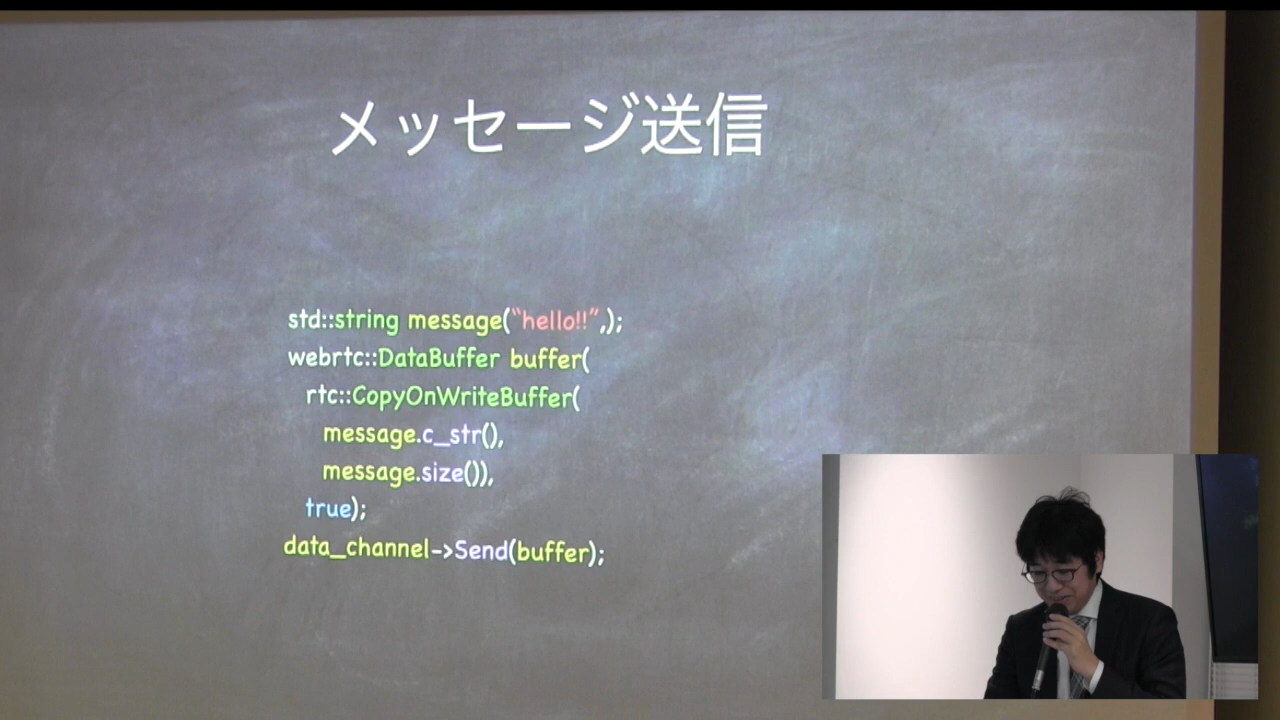 メッセージ送信
std::string message("hello!!",);
webrtc::DataBuffer buffer(
rtc::CopyOnWriteBuffer(
message.c_str(),
message.size()),
true);
data_channel->Send(buffer);